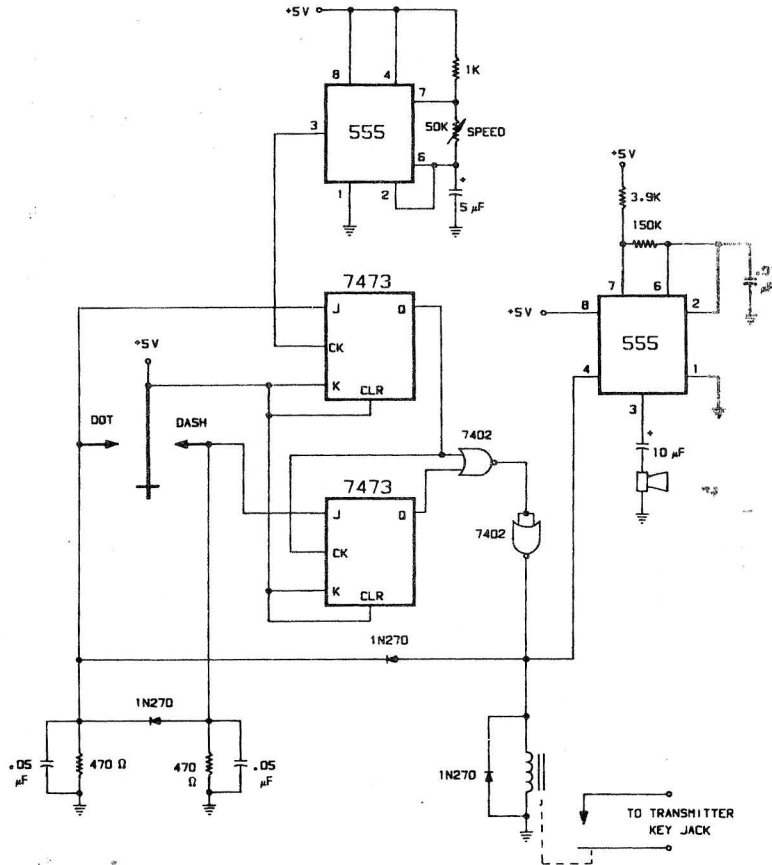 +5V
8
4
1K
7
3
555
50K
SPEED
6
+
1
2
5 µF
+5V
3.9K
150K
7
6
+5V
8
2
555
4
1
3
+
10 µF
7473
J
Q
CK
K
CLR
+5V
DOT
DASH
7402
7473
J
Q
CK
7402
K
CLR
1N270
1N270
.05
µF
470 Ω
470
Ω
.05
µF
1N270
TO TRANSMITTER
KEY JACK